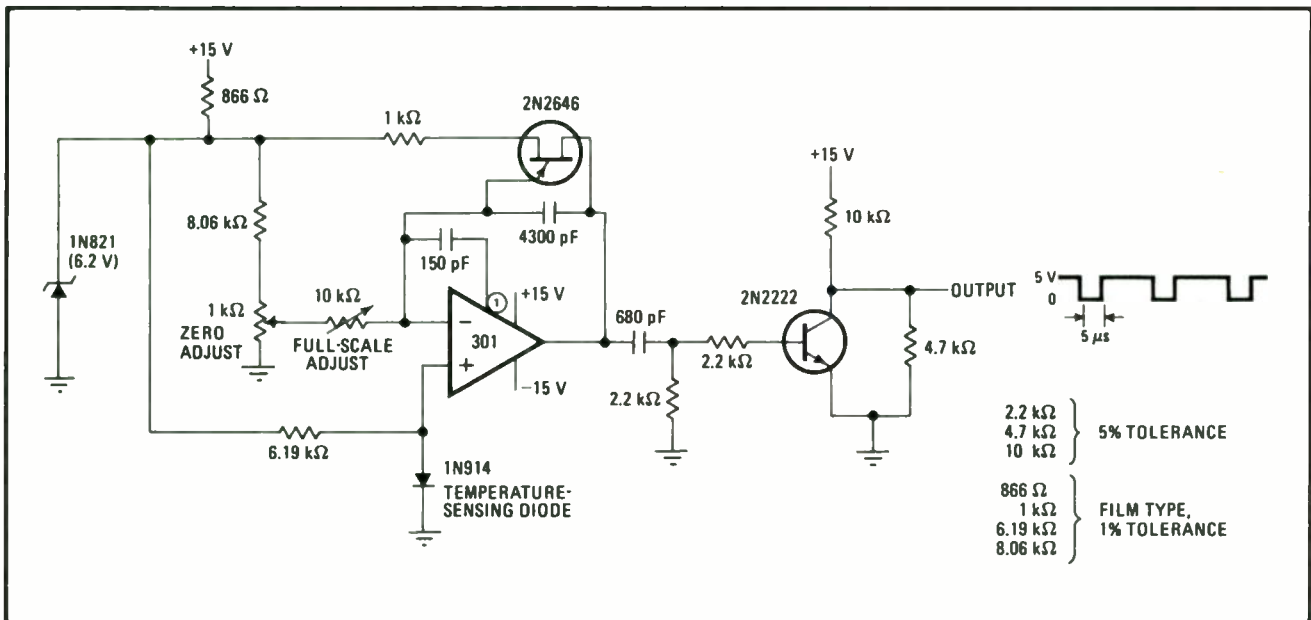 +15 V
866 Ω
2N2646
1 kΩ
+15 V
8.06 kΩ
4300 pF
10 kΩ
1N821
(6.2 V)
150 pF
5 V
0
OUTPUT
2N2222
1
10 kΩ
+15 V
1 kΩ
680 pF
5 µs
ZERO
ADJUST
FULL-SCALE
ADJUST
−
301
+
2.2 kΩ
4.7 kΩ
−15 V
2.2 kΩ
6.19 kΩ
2.2 kΩ
4.7 kΩ
10 kΩ
5% TOLERANCE
1N914
TEMPERATURE-
SENSING DIODE
866 Ω
1 kΩ
6.19 kΩ
8.06 kΩ
FILM TYPE,
1% TOLERANCE